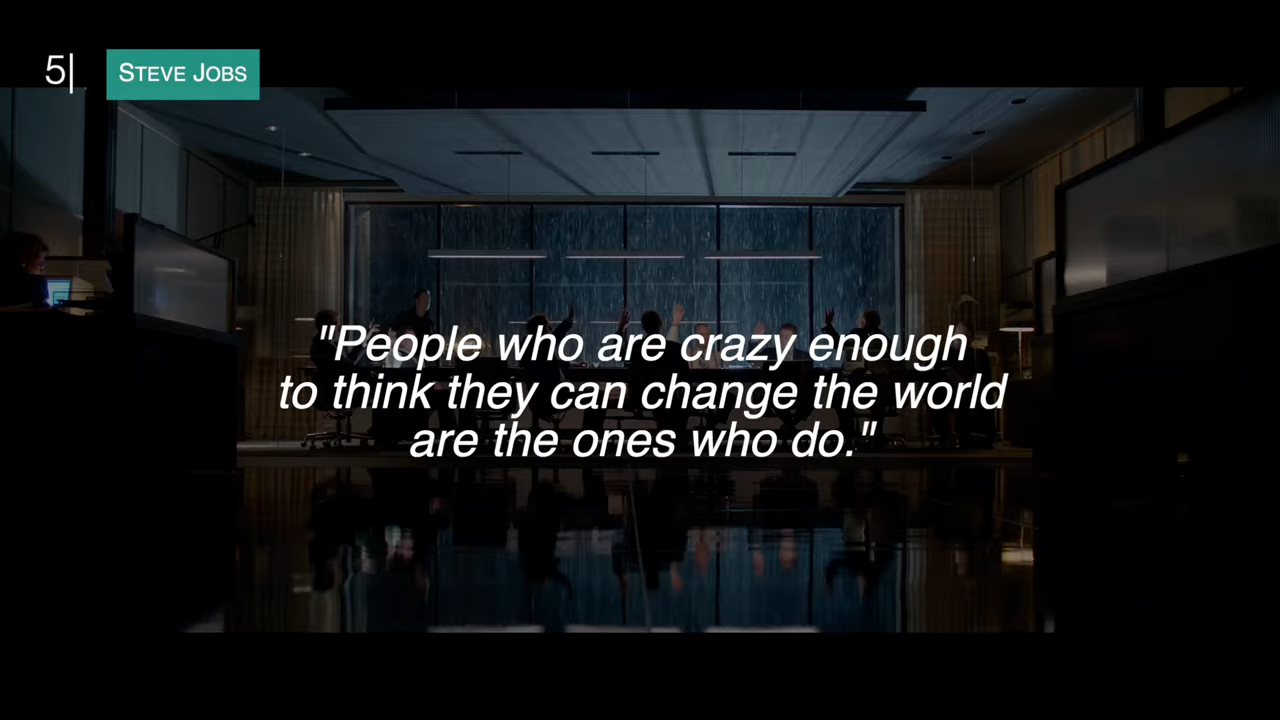 5|
STEVE JOBS
"People who are crazy enough
to think they can change the world
are the ones who do."